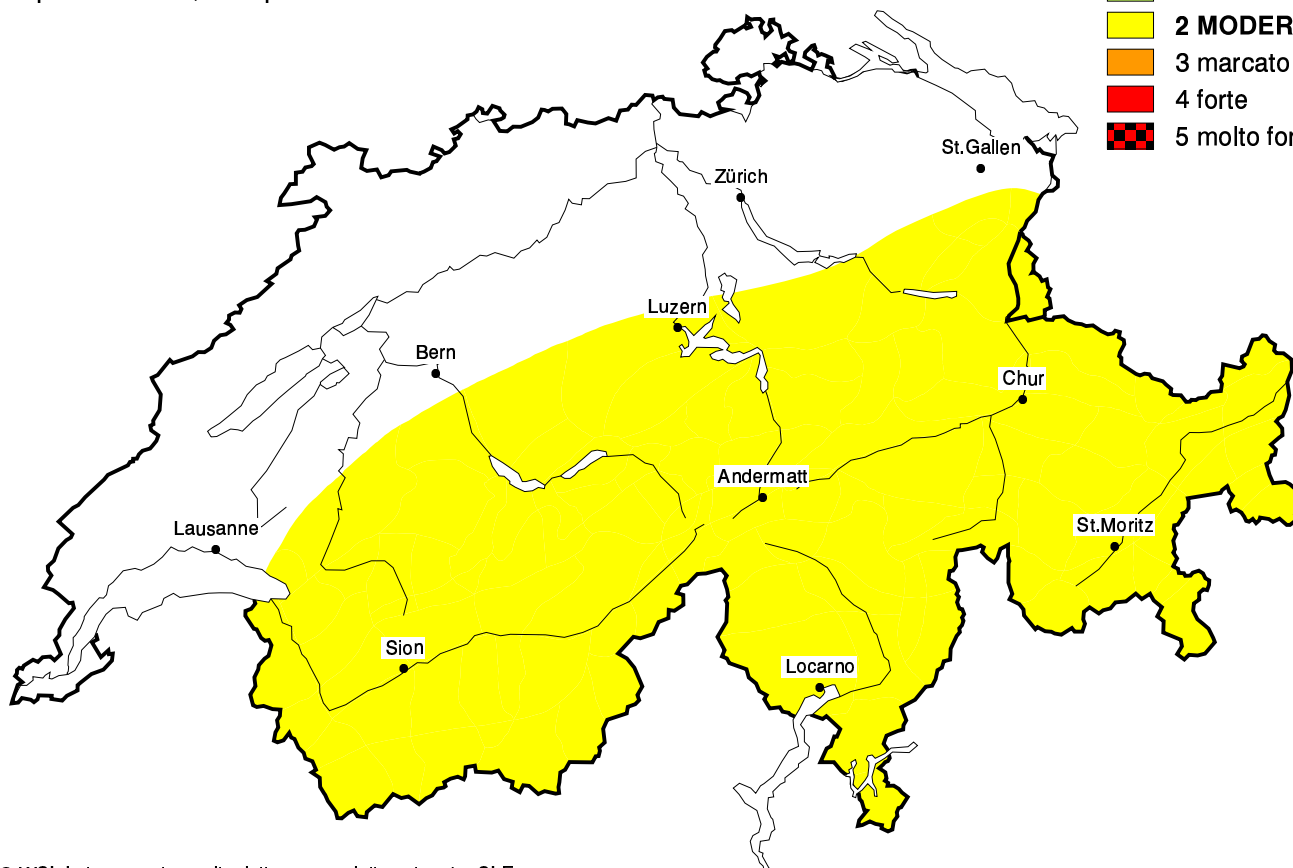 2 MODER
3 marcato
4 forte
5 molto for
St.Gallen
Zürich
Luzern
Bern
Chur
Andermatt
Lausanne
St.Moritz
Sion
Locarno